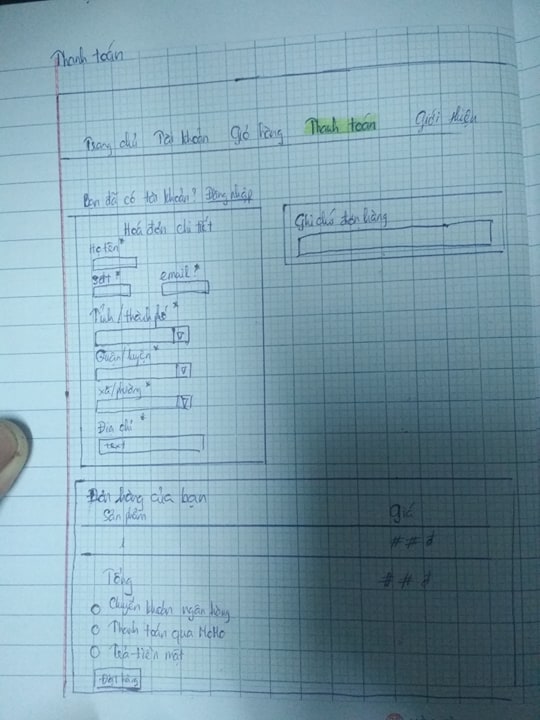 Thanh toán
Trang chủ Tài khoản Giỏ hàng Thanh toán Giới thiệu
Bạn đã có tài khoản? Đăng nhập
Hoá đơn chi tiết
Ghi chú đơn hàng
Họ tên*
SĐT* email*
Tỉnh/thành phố*
Quận/huyện*
xã/phường*
Địa chỉ*
text
Đơn hàng của bạn
Sản phẩm Giá
1 ##đ
Tổng ##đ
Chuyển khoản ngân hàng
Thanh toán qua MoMo
Trả tiền mặt
Đặt hàng